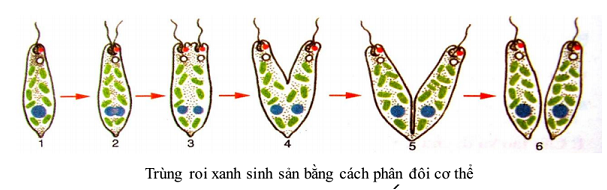 1 2 3 4 5 6
Trùng roi xanh sinh sản bằng cách phân đôi cơ thể